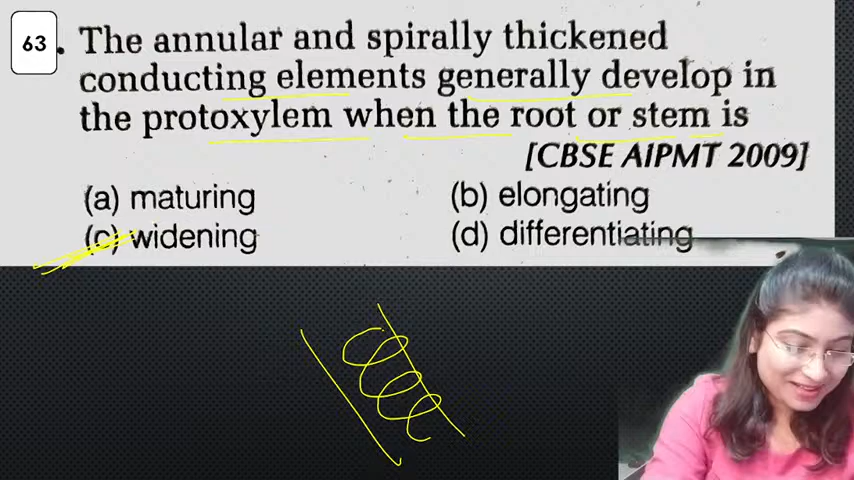 63
. The annular and spirally thickened
conducting elements generally develop in
the protoxylem when the root or stem is
[CBSE AIPMT 2009]
(a) maturing
(b) elongating
(c) widening
(d) differentiating